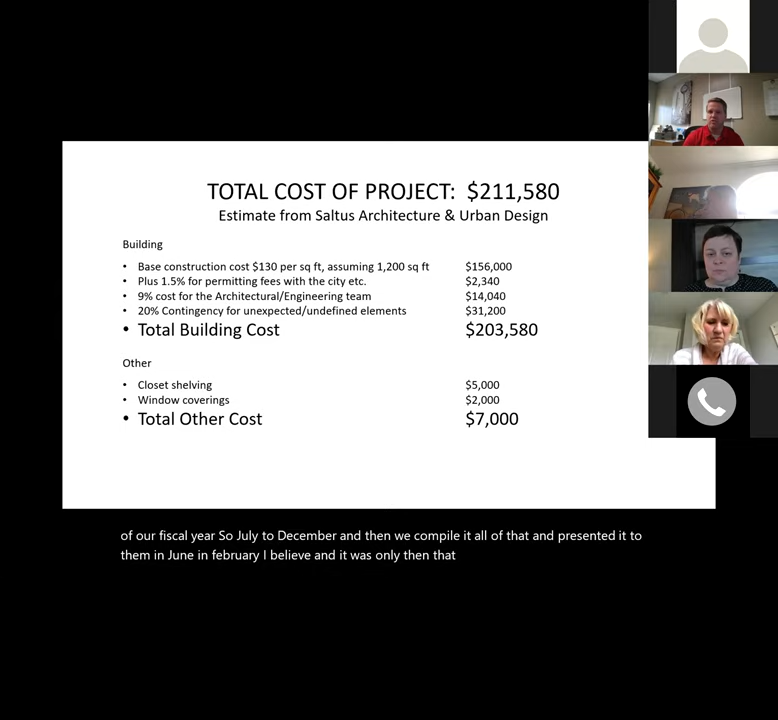 TOTAL COST OF PROJECT: $211,580
Estimate from Saltus Architecture & Urban Design
Building
• Base construction cost $130 per sq ft, assuming 1,200 sq ft $156,000
• Plus 1.5% for permitting fees with the city etc. $2,340
• 9% cost for the Architectural/Engineering team $14,040
• 20% Contingency for unexpected/undefined elements $31,200
• Total Building Cost $203,580
Other
• Closet shelving $5,000
• Window coverings $2,000
• Total Other Cost $7,000
of our fiscal year So July to December and then we compile it all of that and presented it to
them in June in february I believe and it was only then that